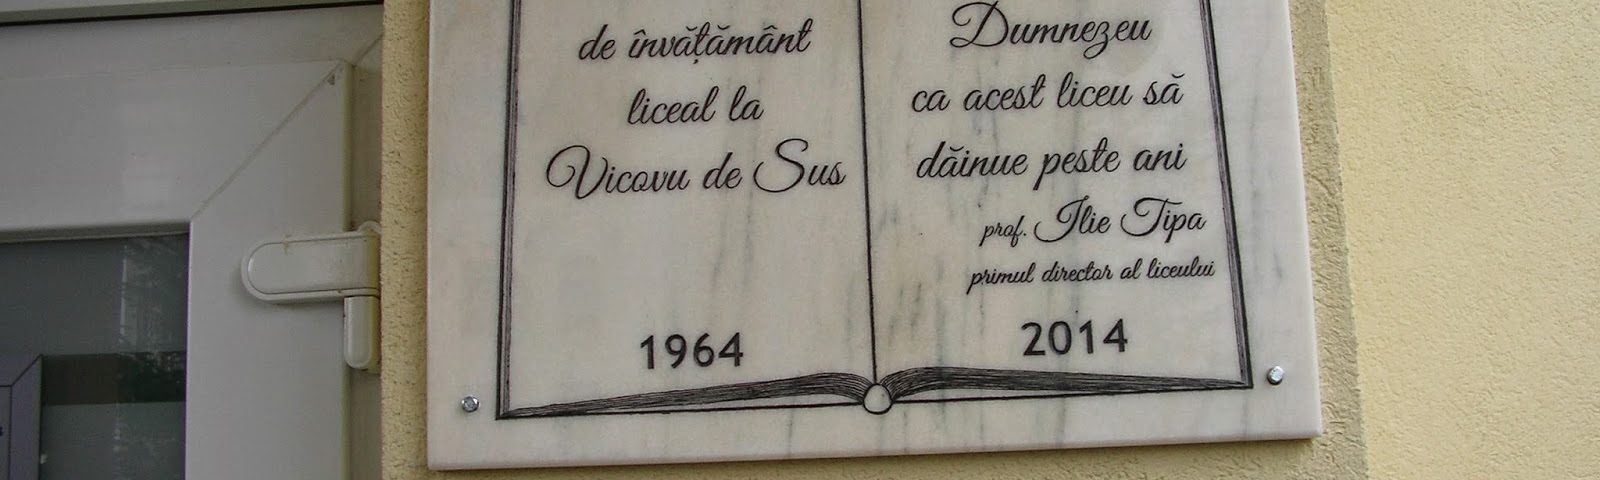 de învățământ
liceal la
Vicovu de Sus
1964
Dumnezeu
ca acest liceu să
dăinue peste ani
prof. Ilie Tipa
primul director al liceului
2014